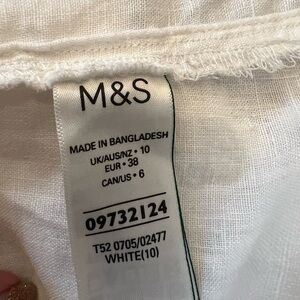 M&S
MADE IN BANGLADESH
UK/AUS/NZ • 10
EUR • 38
CAN/US • 6
09732124
T52 0705/02477
WHITE(10)